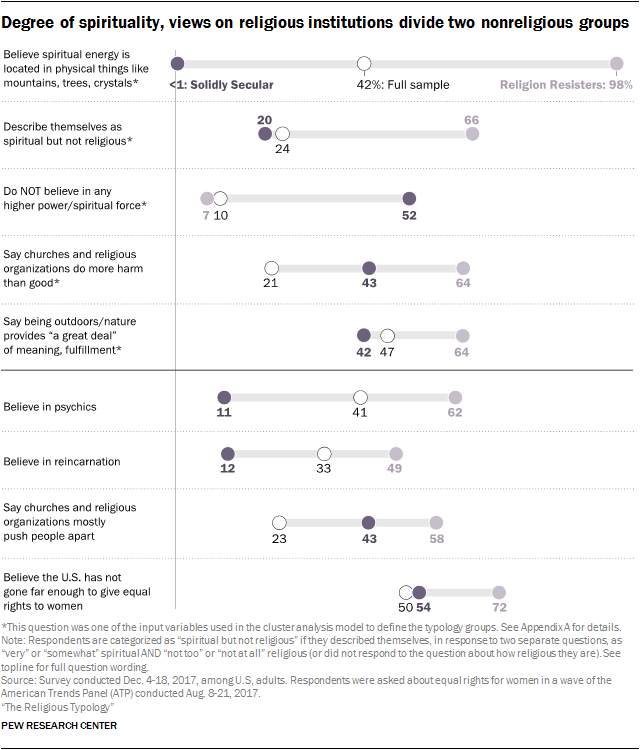 Degree of spirituality, views on religious institutions divide two nonreligious groups
Believe spiritual energy is
located in physical things like
mountains, trees, crystals*
<1: Solidly Secular
42%: Full sample
Religion Resisters: 98%
Describe themselves as
spiritual but not religious*
20
24
66
Do NOT believe in any
higher power/spiritual force*
7
10
52
Say churches and religious
organizations do more harm
than good*
21
43
64
Say being outdoors/nature
provides "a great deal"
of meaning, fulfillment*
42
47
64
Believe in psychics
11
41
62
Believe in reincarnation
12
33
49
Say churches and religious
organizations mostly
push people apart
23
43
58
Believe the U.S. has not
gone far enough to give equal
rights to women
50
54
72
*This question was one of the input variables used in the cluster analysis model to define the typology groups. See Appendix A for details.
Note: Respondents are categorized as "spiritual but not religious" if they described themselves, in response to two separate questions, as
"very" or "somewhat" spiritual AND "not too" or "not at all" religious (or did not respond to the question about how religious they are). See
topline for full question wording.
Source: Survey conducted Dec. 4-18, 2017, among U.S, adults. Respondents were asked about equal rights for women in a wave of the
American Trends Panel (ATP) conducted Aug. 8-21, 2017.
"The Religious Typology"
PEW RESEARCH CENTER